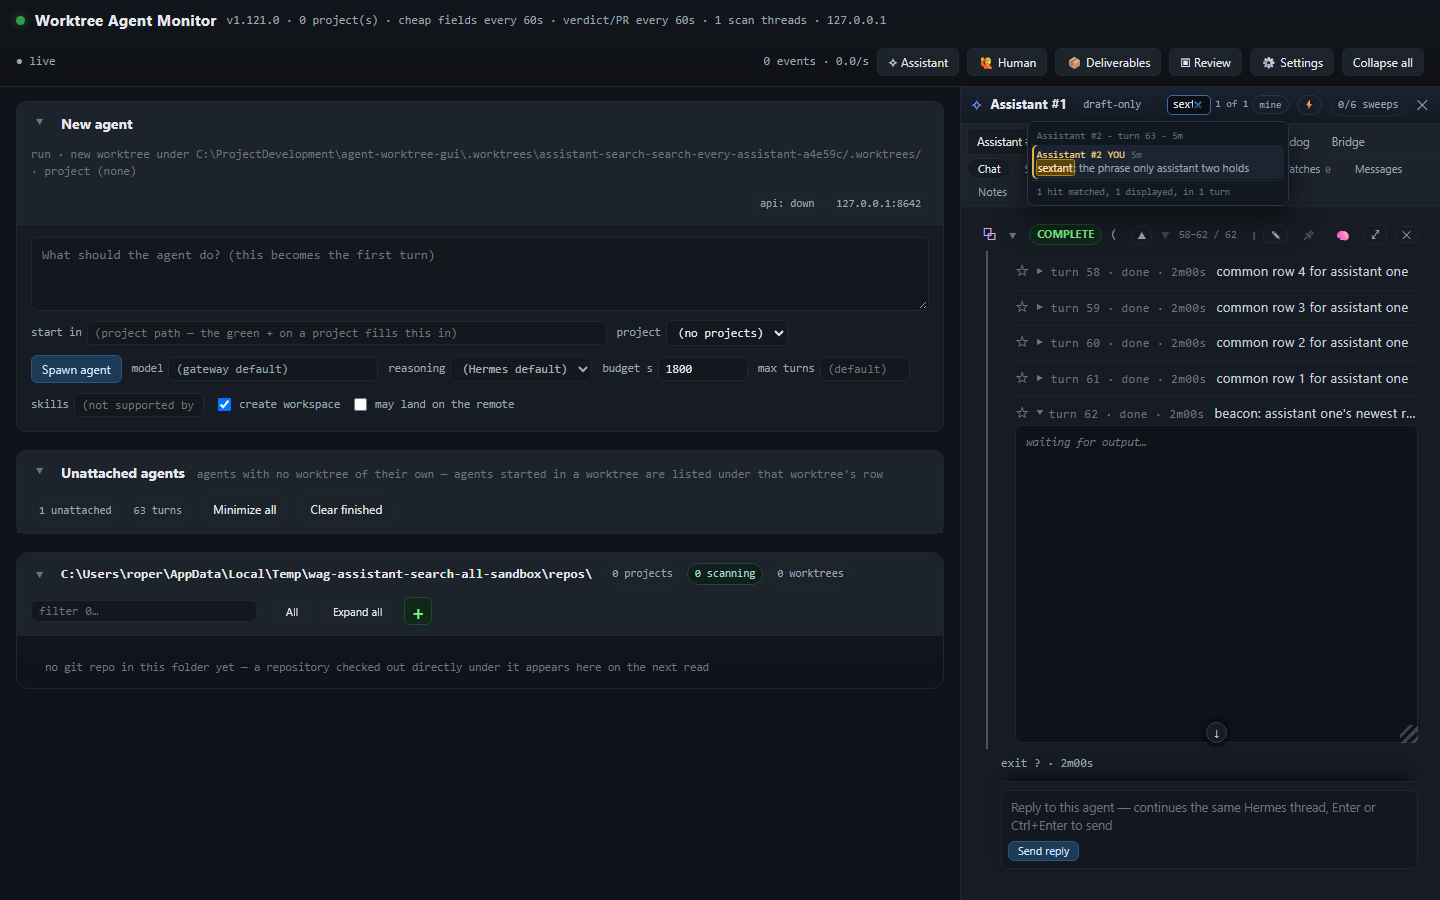 Worktree Agent Monitor v1.121.0 · 0 project(s) · cheap fields every 60s · verdict/PR every 60s · 1 scan threads · 127.0.0.1
live
0 events · 0.0/s
Assistant
Human
Deliverables
Review
Settings
Collapse all
New agent
run · new worktree under C:\ProjectDevelopment\agent-worktree-gui\.worktrees\assistant-search-search-every-assistant-a4e59c/.worktrees/
· project (none)
api: down 127.0.0.1:8642
What should the agent do? (this becomes the first turn)
start in (project path — the green + on a project fills this in) project (no projects)
Spawn agent model (gateway default) reasoning (Hermes default) budget s 1800 max turns (default)
skills (not supported by create workspace may land on the remote
Unattached agents agents with no worktree of their own — agents started in a worktree are listed under that worktree's row
1 unattached 63 turns Minimize all Clear finished
C:\Users\roper\AppData\Local\Temp\wag-assistant-search-all-sandbox\repos\ 0 projects 0 scanning 0 worktrees
filter 0… All Expand all +
no git repo in this folder yet — a repository checked out directly under it appears here on the next read
Assistant #1 draft-only sext 1 of 1 mine 0/6 sweeps
Assistant dog Bridge
Assistant #2 - turn 63 - 5m
Assistant #2 YOU 5m
sextant: the phrase only assistant two holds
1 hit matched, 1 displayed, in 1 turn
Chat atches 0 Messages
Notes
COMPLETE ( 58–62 / 62
turn 58 · done · 2m00s common row 4 for assistant one
turn 59 · done · 2m00s common row 3 for assistant one
turn 60 · done · 2m00s common row 2 for assistant one
turn 61 · done · 2m00s common row 1 for assistant one
turn 62 · done · 2m00s beacon: assistant one's newest r…
waiting for output…
exit ? · 2m00s
Reply to this agent — continues the same Hermes thread, Enter or
Ctrl+Enter to send
Send reply